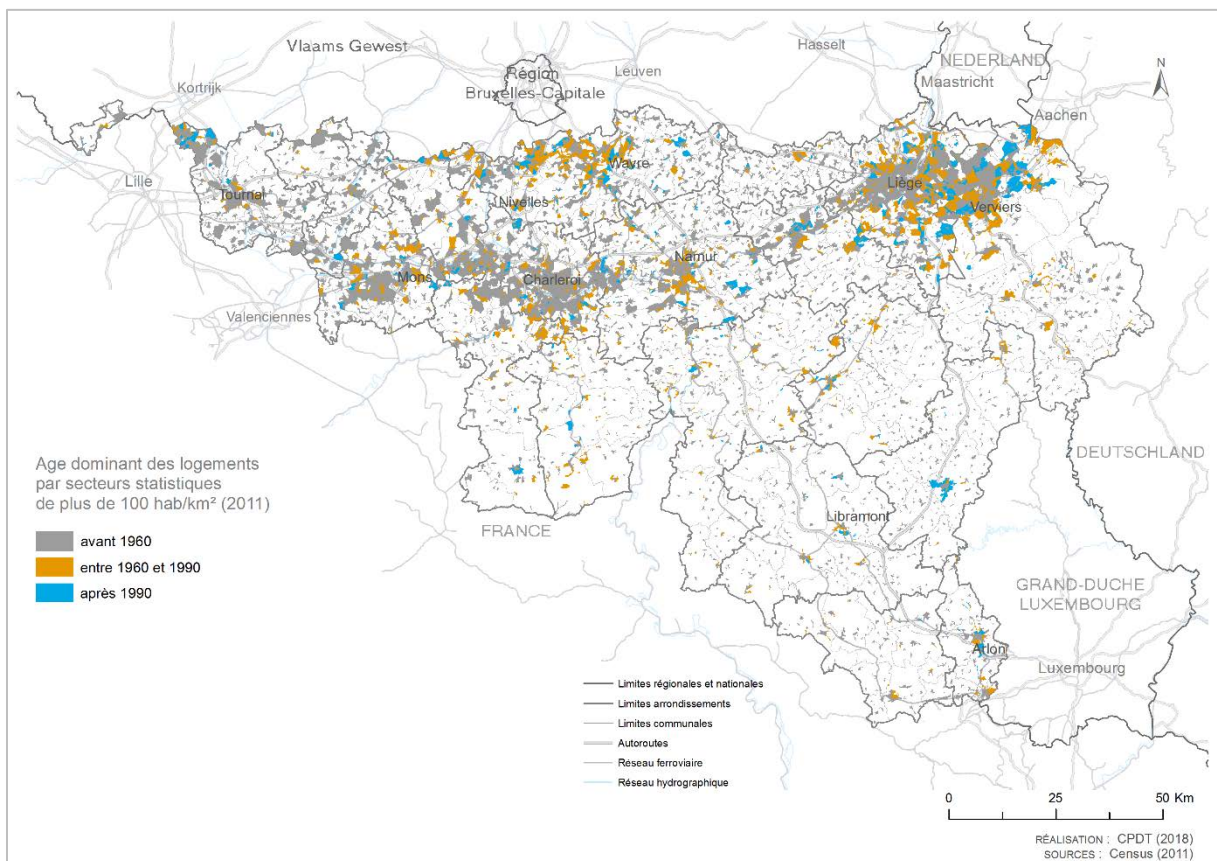 Vlaams Gewest
Hasselt
NEDERLAND
Région
Bruxelles-Capitale
Leuven
Maastricht
N
Kortrijk
Aachen
Lille
Wavre
Liège
Tournai
Nivelles
Verviers
Mons
Charleroi
Namur
Valenciennes
Age dominant des logements
par secteurs statistiques
de plus de 100 hab/km² (2011)
avant 1960
entre 1960 et 1990
après 1990
DEUTSCHLAND
FRANCE
Libramont
GRAND-DUCHE
LUXEMBOURG
Arlon
Luxembourg
Limites régionales et nationales
Limites arrondissements
Limites communales
Autoroutes
Réseau ferroviaire
Réseau hydrographique
0 25 50 Km
RÉALISATION : CPDT (2018)
SOURCES : Census (2011)